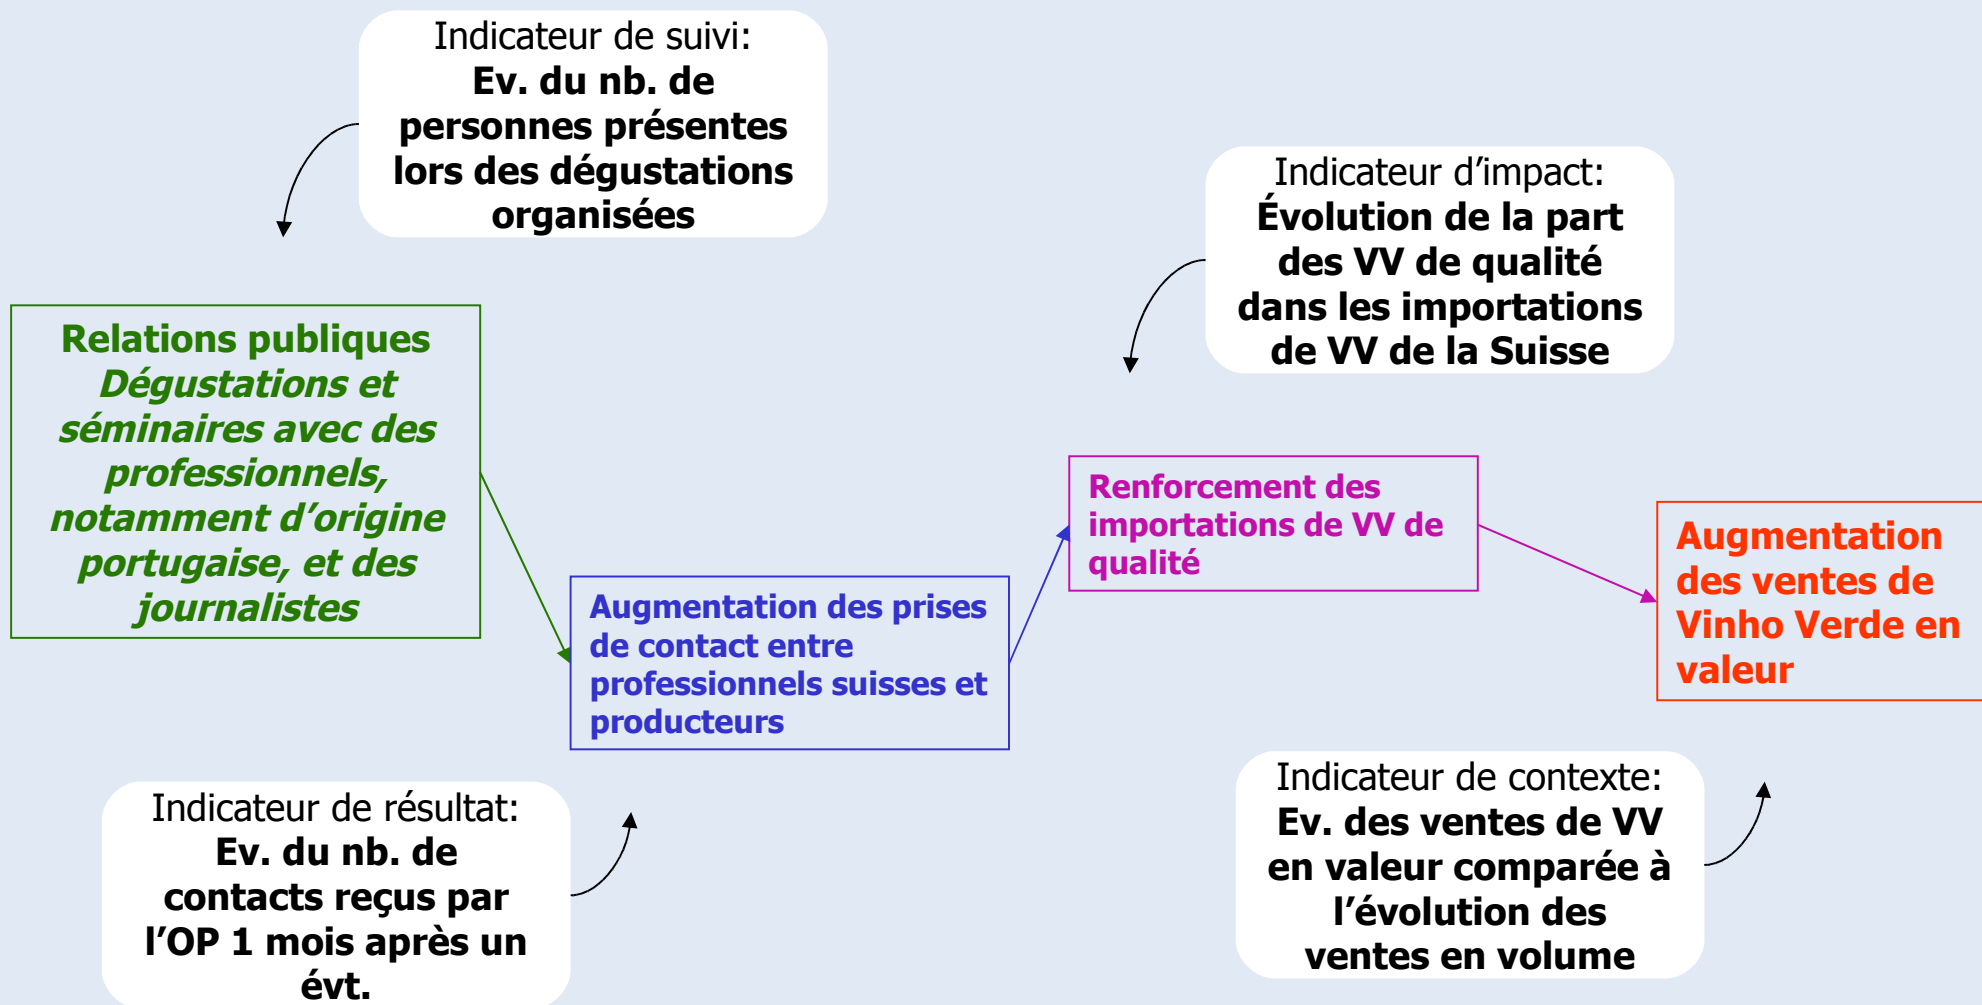 Indicateur de suivi:
Ev. du nb. de
personnes présentes
lors des dégustations
organisées
Indicateur d’impact:
Évolution de la part
des VV de qualité
dans les importations
de VV de la Suisse
Relations publiques
Dégustations et
séminaires avec des
professionnels,
notamment d’origine
portugaise, et des
journalistes
Augmentation des prises
de contact entre
professionnels suisses et
producteurs
Renforcement des
importations de VV de
qualité
Augmentation
des ventes de
Vinho Verde en
valeur
Indicateur de résultat:
Ev. du nb. de
contacts reçus par
l’OP 1 mois après un
évt.
Indicateur de contexte:
Ev. des ventes de VV
en valeur comparée à
l’évolution des
ventes en volume